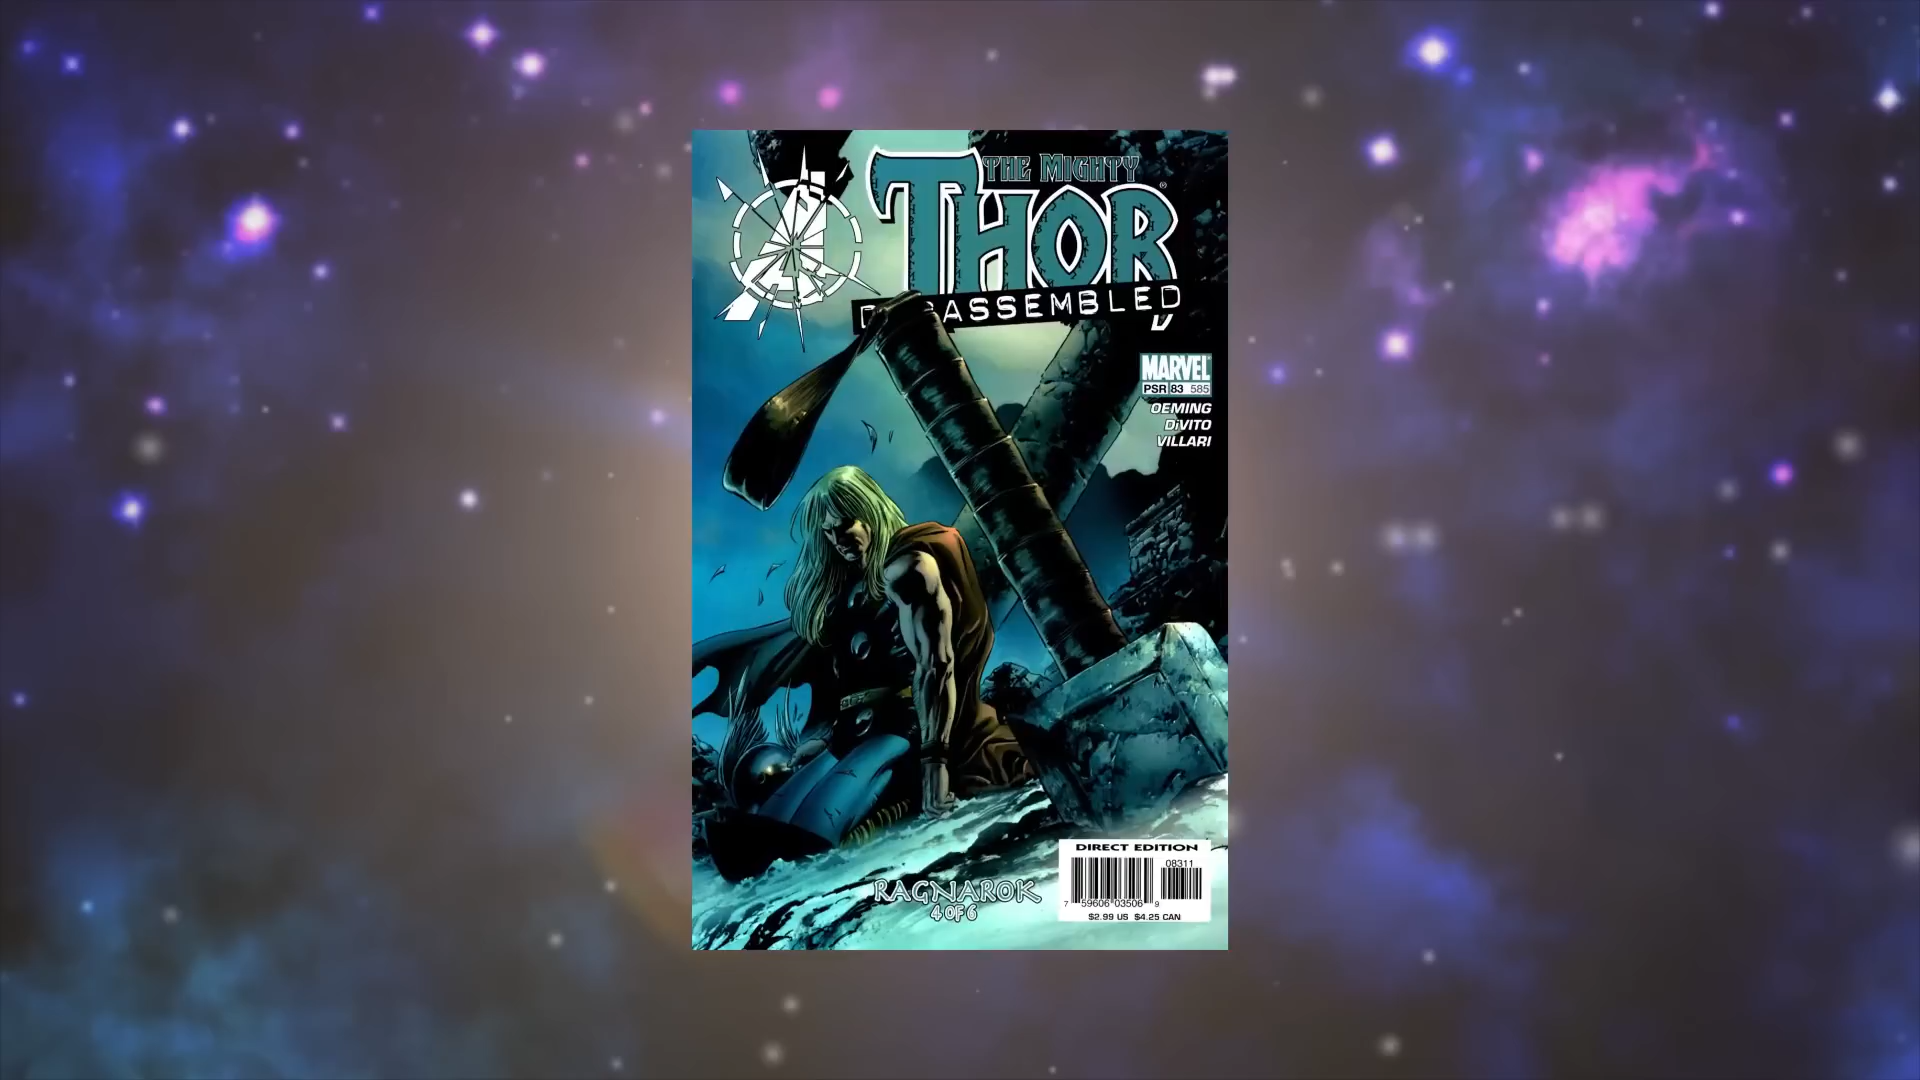 THE MIGHTY
THOR
ASSEMBLED
MARVEL
PSR 83 585
OEMING
DiVITO
VILLARI
DIRECT EDITION
08311
7 59606 03506 9
$2.99 US $4.25 CAN
RAGNAROK
4 OF 6